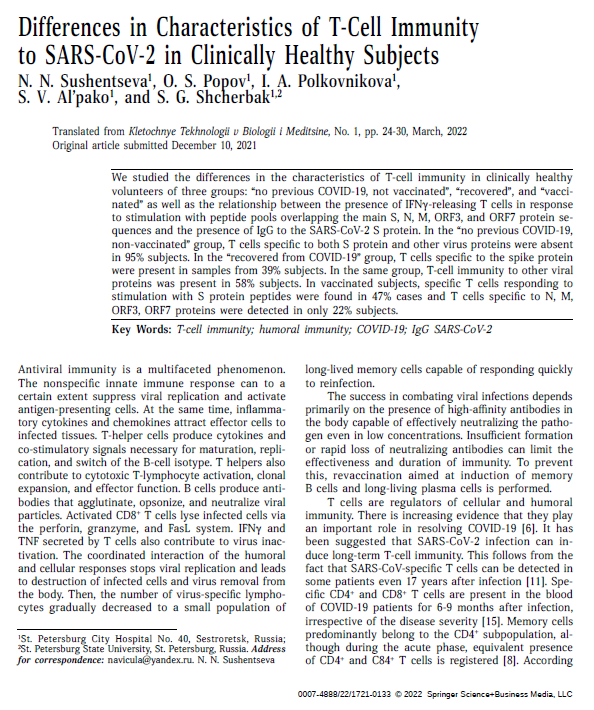 Differences in Characteristics of T-Cell Immunity
to SARS-CoV-2 in Clinically Healthy Subjects
N. N. Sushentseva¹, O. S. Popov¹, I. A. Polkovnikova¹,
S. V. Al’pako¹, and S. G. Shcherbak¹,²
Translated from Kletochnye Tekhnologii v Biologii i Meditsine, No. 1, pp. 24-30, March, 2022
Original article submitted December 10, 2021
We studied the differences in the characteristics of T-cell immunity in clinically healthy
volunteers of three groups: “no previous COVID-19, not vaccinated”, “recovered”, and “vacci-
nated” as well as the relationship between the presence of IFNγ-releasing T cells in response
to stimulation with peptide pools overlapping the main S, N, M, ORF3, and ORF7 protein se-
quences and the presence of IgG to the SARS-CoV-2 S protein. In the “no previous COVID-19,
non-vaccinated” group, T cells specific to both S protein and other virus proteins were absent
in 95% subjects. In the “recovered from COVID-19” group, T cells specific to the spike protein
were present in samples from 39% subjects. In the same group, T-cell immunity to other viral
proteins was present in 58% subjects. In vaccinated subjects, specific T cells responding to
stimulation with S protein peptides were found in 47% cases and T cells specific to N, M,
ORF3, ORF7 proteins were detected in only 22% subjects.
Key Words: T-cell immunity; humoral immunity; COVID-19; IgG SARS-CoV-2
Antiviral immunity is a multifaceted phenomenon.
The nonspecific innate immune response can to a
certain extent suppress viral replication and activate
antigen-presenting cells. At the same time, inflamma-
tory cytokines and chemokines attract effector cells to
infected tissues. T-helper cells produce cytokines and
co-stimulatory signals necessary for maturation, repli-
cation, and switch of the B-cell isotype. T helpers also
contribute to cytotoxic T-lymphocyte activation, clonal
expansion, and effector function. B cells produce anti-
bodies that agglutinate, opsonize, and neutralize viral
particles. Activated CD8⁺ T cells lyse infected cells via
the perforin, granzyme, and FasL system. IFNγ and
TNF secreted by T cells also contribute to virus inac-
tivation. The coordinated interaction of the humoral
and cellular responses stops viral replication and leads
to destruction of infected cells and virus removal from
the body. Then, the number of virus-specific lympho-
cytes gradually decreased to a small population of
¹St. Petersburg City Hospital No. 40, Sestroretsk, Russia;
²St. Petersburg State University, St. Petersburg, Russia. Address
for correspondence: navicula@yandex.ru. N. N. Sushentseva
long-lived memory cells capable of responding quickly
to reinfection.
The success in combating viral infections depends
primarily on the presence of high-affinity antibodies in
the body capable of effectively neutralizing the patho-
gen even in low concentrations. Insufficient formation
or rapid loss of neutralizing antibodies can limit the
effectiveness and duration of immunity. To prevent
this, revaccination aimed at induction of memory
B cells and long-living plasma cells is performed.
T cells are regulators of cellular and humoral
immunity. There is increasing evidence that they play
an important role in resolving COVID-19 [6]. It has
been suggested that SARS-CoV-2 infection can in-
duce long-term T-cell immunity. This follows from the
fact that SARS-CoV-specific T cells can be detected in
some patients even 17 years after infection [11]. Spe-
cific CD4⁺ and CD8⁺ T cells are present in the blood
of COVID-19 patients for 6-9 months after infection,
irrespective of the disease severity [15]. Memory cells
predominantly belong to the CD4⁺ subpopulation, al-
though during the acute phase, equivalent presence
of CD4⁺ and C84⁺ T cells is registered [8]. According
0007-4888/22/1721-0133 © 2022 Springer Science+Business Media, LLC